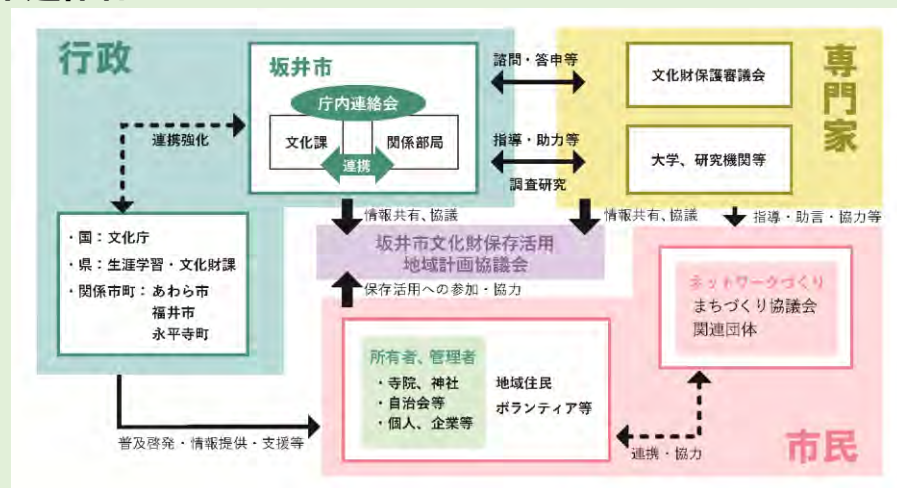 行政
坂井市
庁内連絡会
文化課
関係部局
連携
連携強化
・国：文化庁
・県：生涯学習・文化財課
・関係市町：あわら市
福井市
永平寺町
諮問・答申等
指導・助力等
調査研究
専門家
文化財保護審議会
大学、研究機関等
情報共有、協議
情報共有、協議
指導・助言・協力等
坂井市文化財保存活用
地域計画協議会
保存活用への参加・協力
ネットワークづくり
まちづくり協議会
関連団体
所有者、管理者
・寺院、神社
・自治会等
・個人、企業等
地域住民
ボランティア等
普及啓発・情報提供・支援等
連携・協力
市民